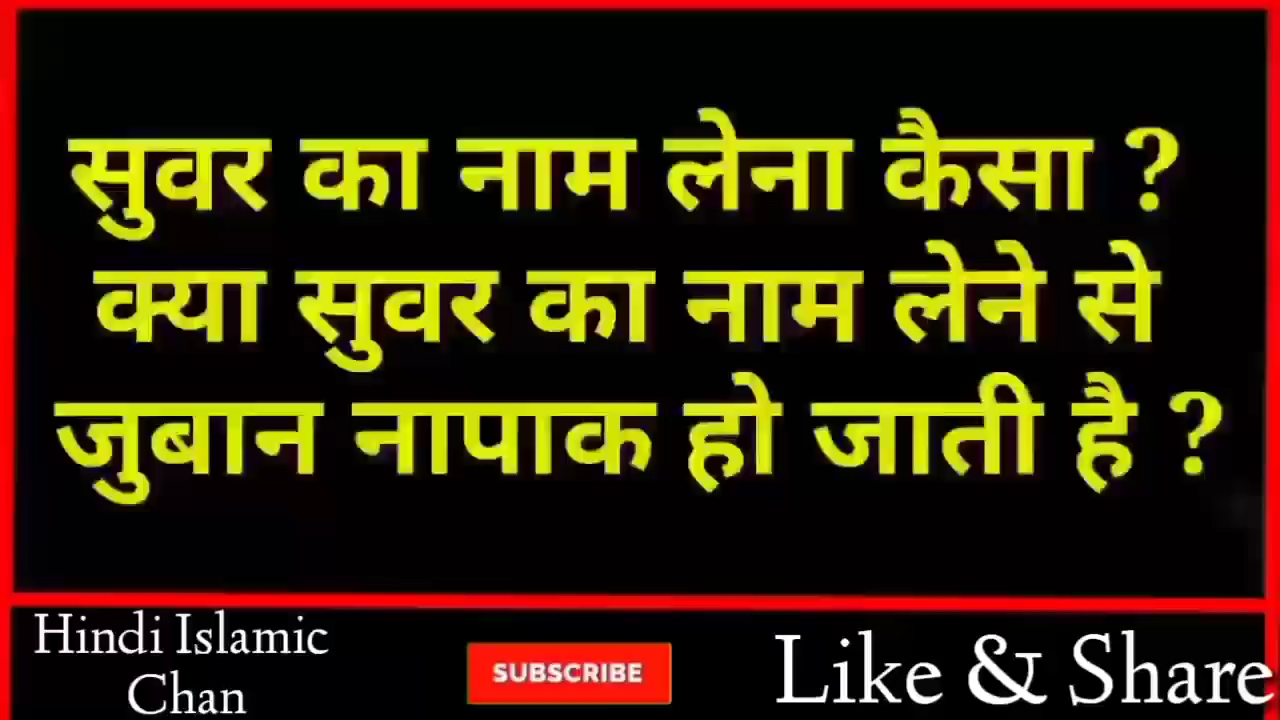 सुवर का नाम लेना कैसा ?
क्या सुवर का नाम लेने से
जुबान नापाक हो जाती है ?
Hindi Islamic
Chan
SUBSCRIBE
Like & Share